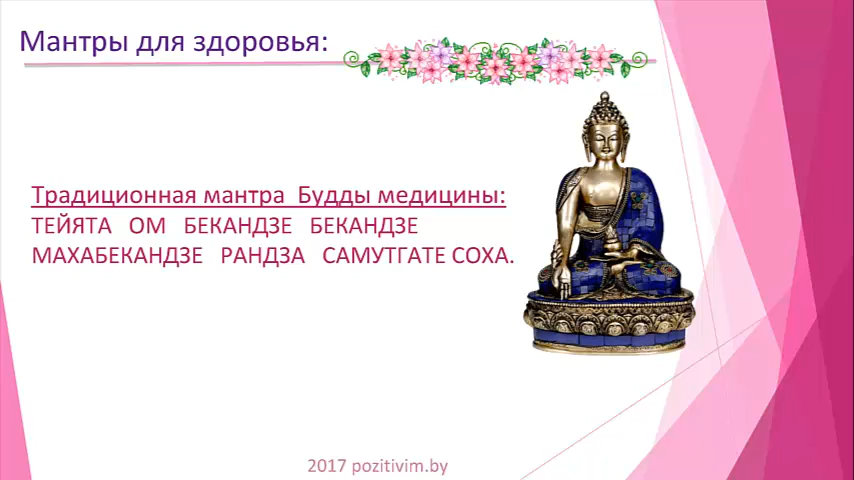 Мантры для здоровья:
Традиционная мантра Будды медицины:
ТЕЙЯТА ОМ БЕКАНДЗЕ БЕКАНДЗЕ
МАХАБЕКАНДЗЕ РАНДЗА САМУТГАТЕ СОХА.
2017 pozitivim.by